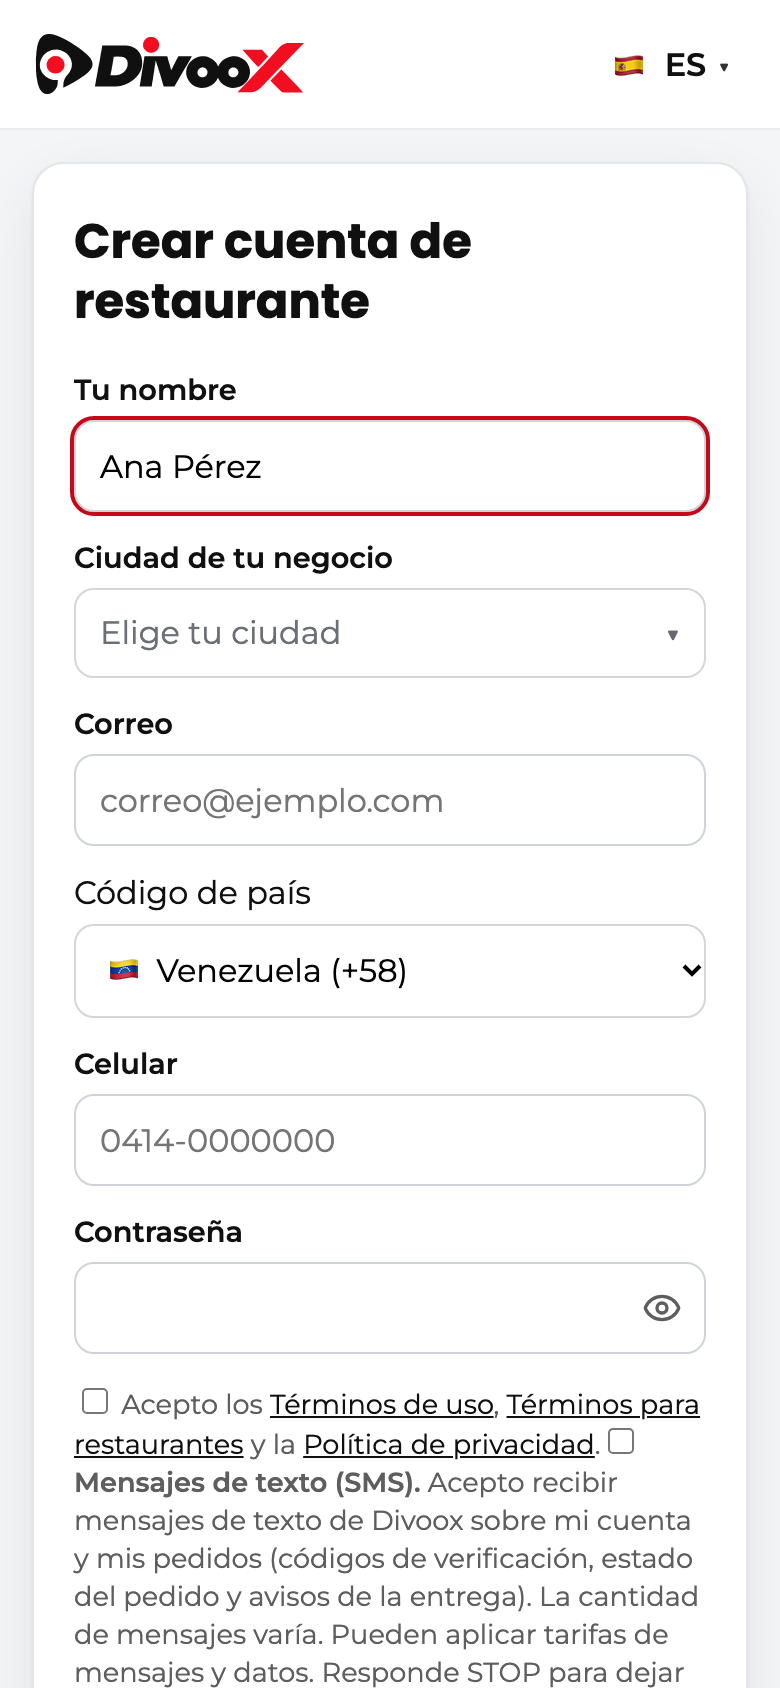 DivooX
ES
Crear cuenta de
restaurante
Tu nombre
Ana Pérez
Ciudad de tu negocio
Elige tu ciudad
Correo
correo@ejemplo.com
Código de país
Venezuela (+58)
Celular
0414-0000000
Contraseña
Acepto los Términos de uso, Términos para
restaurantes y la Política de privacidad.
Mensajes de texto (SMS). Acepto recibir
mensajes de texto de Divoox sobre mi cuenta
y mis pedidos (códigos de verificación, estado
del pedido y avisos de la entrega). La cantidad
de mensajes varía. Pueden aplicar tarifas de
mensajes y datos. Responde STOP para dejar